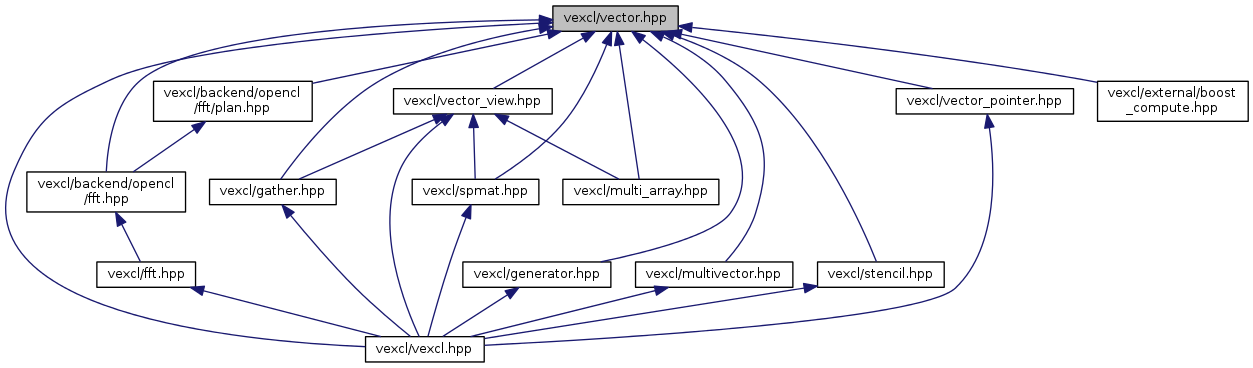 vexcl/vector.hpp
vexcl/backend/opencl
/fft/plan.hpp
vexcl/vector_view.hpp
vexcl/vector_pointer.hpp
vexcl/external/boost
_compute.hpp
vexcl/backend/opencl
/fft.hpp
vexcl/gather.hpp
vexcl/spmat.hpp
vexcl/multi_array.hpp
vexcl/fft.hpp
vexcl/generator.hpp
vexcl/multivector.hpp
vexcl/stencil.hpp
vexcl/vexcl.hpp